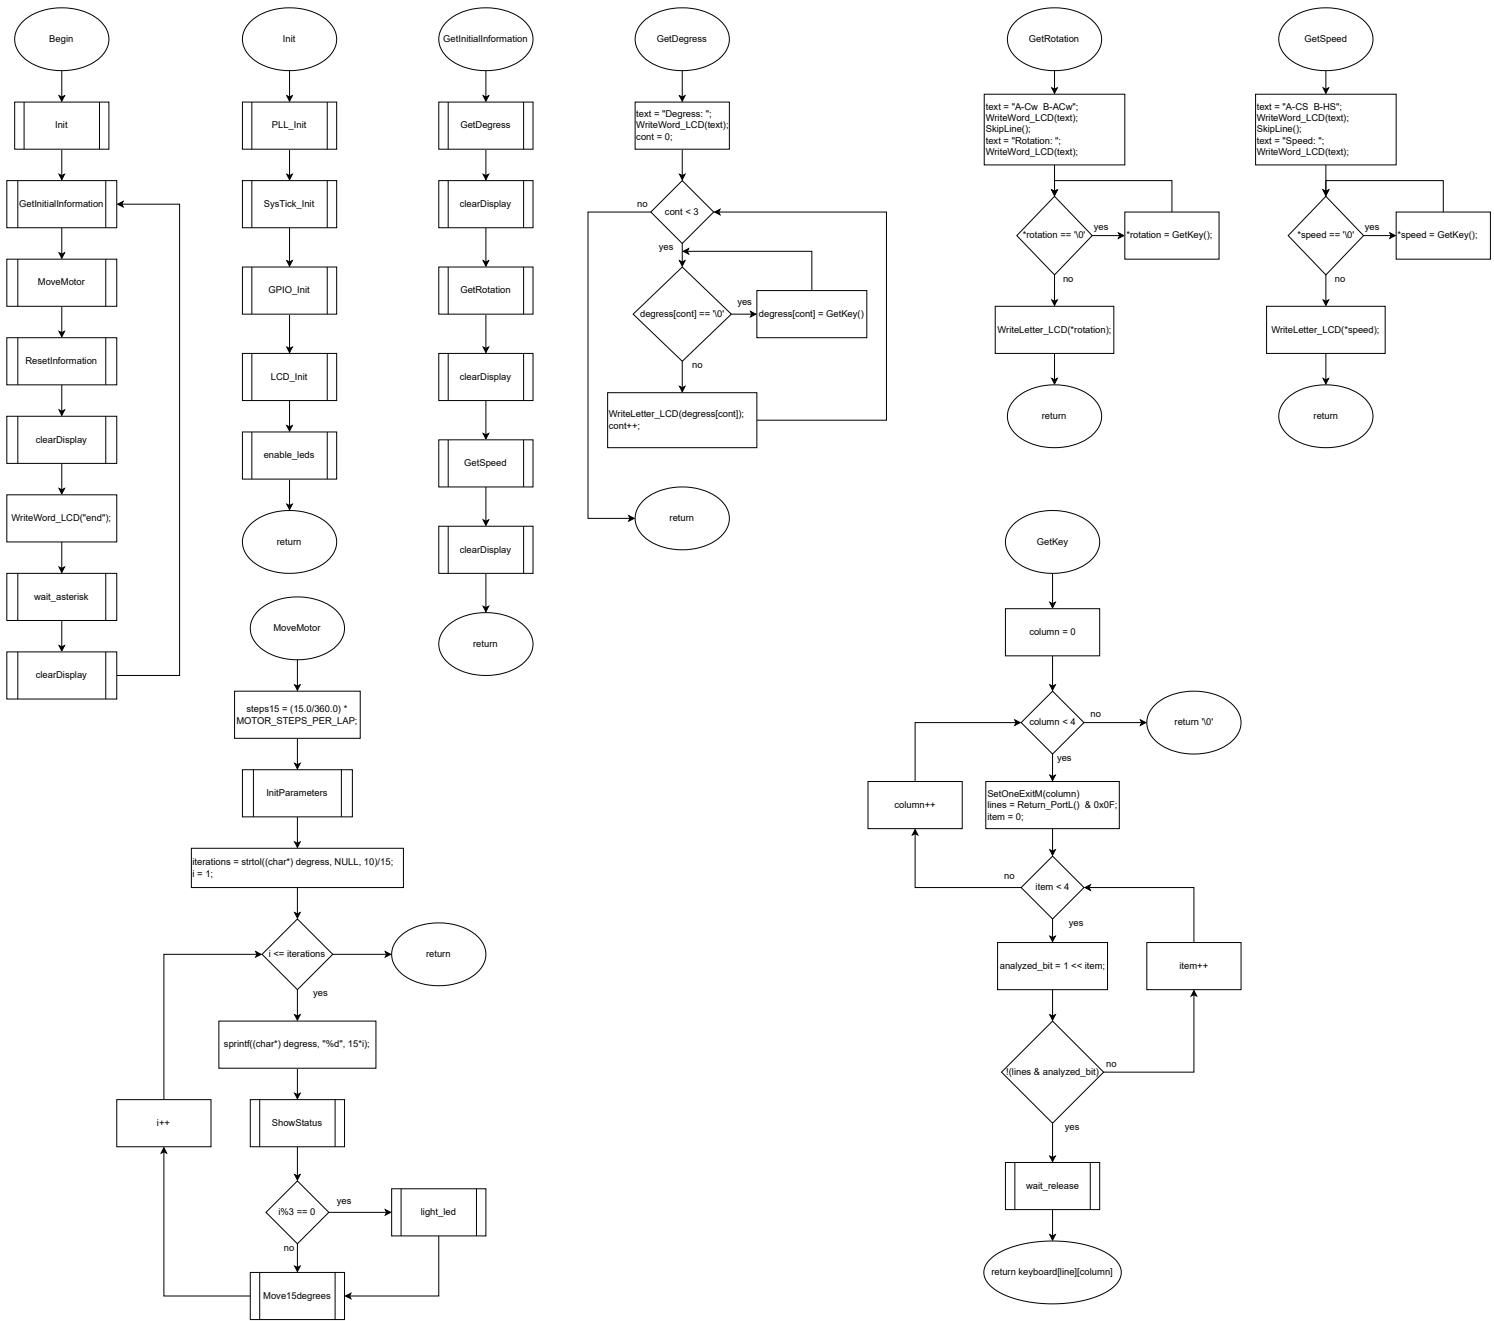 Begin
Init
GetInitialInformation
MoveMotor
ResetInformation
clearDisplay
WriteWord_LCD("end");
wait_asterisk
clearDisplay
Init
PLL_Init
SysTick_Init
GPIO_Init
LCD_Init
enable_leds
return
GetInitialInformation
GetDegress
clearDisplay
GetRotation
clearDisplay
GetSpeed
clearDisplay
return
GetDegress
text = "Degress: ";
WriteWord_LCD(text);
cont = 0;
cont < 3
no
yes
degress[cont] == '\0'
yes
degress[cont] = GetKey()
no
WriteLetter_LCD(degress[cont]);
cont++;
return
GetRotation
text = "A-Cw  B-ACw";
WriteWord_LCD(text);
SkipLine();
text = "Rotation: ";
WriteWord_LCD(text);
*rotation == '\0'
yes
*rotation = GetKey();
no
WriteLetter_LCD(*rotation);
return
GetSpeed
text = "A-CS  B-HS";
WriteWord_LCD(text);
SkipLine();
text = "Speed: ";
WriteWord_LCD(text);
*speed == '\0'
yes
*speed = GetKey();
no
WriteLetter_LCD(*speed);
return
MoveMotor
steps15 = (15.0/360.0) *
MOTOR_STEPS_PER_LAP;
InitParameters
iterations = strtol((char*) degress, NULL, 10)/15;
i = 1;
i <= iterations
return
yes
sprintf((char*) degress, "%d", 15*i);
ShowStatus
i++
i%3 == 0
yes
light_led
no
Move15degrees
GetKey
column = 0
column < 4
no
return '\0'
yes
column++
SetOneExitM(column)
lines = Return_PortL()  & 0x0F;
item = 0;
item < 4
no
yes
analyzed_bit = 1 << item;
item++
!(lines & analyzed_bit)
no
yes
wait_release
return keyboard[line][column]